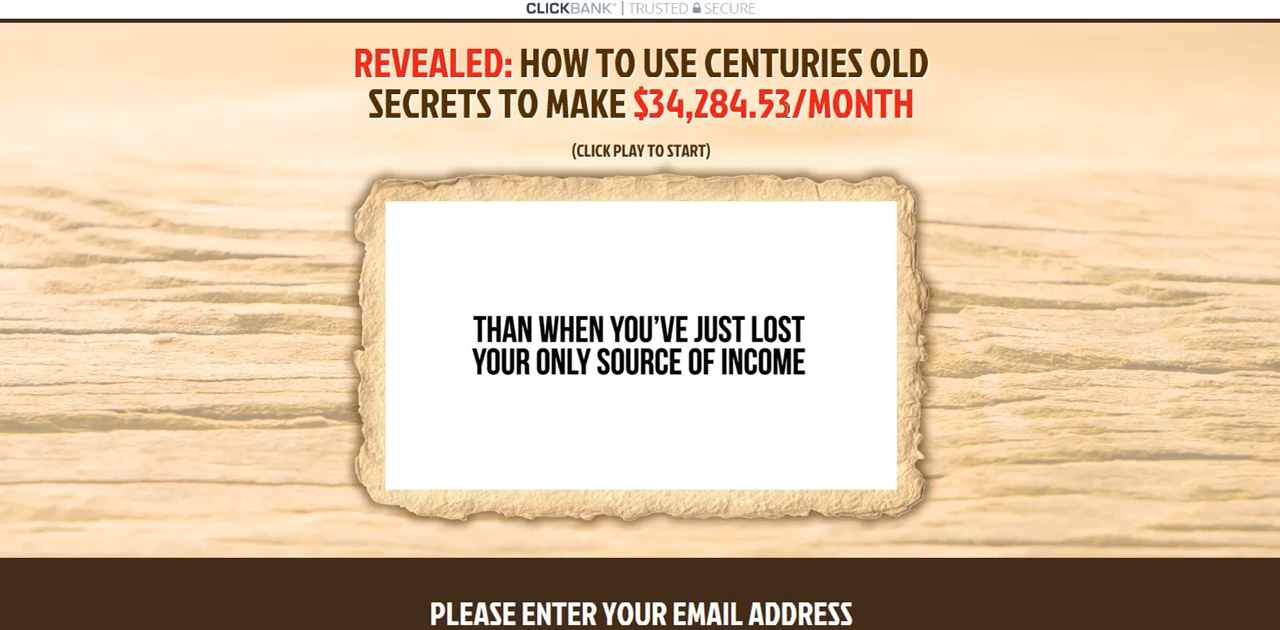 CLICKBANK® | TRUSTED SECURE
REVEALED: HOW TO USE CENTURIES OLD
SECRETS TO MAKE $34,284.53/MONTH
(CLICK PLAY TO START)
THAN WHEN YOU'VE JUST LOST
YOUR ONLY SOURCE OF INCOME
PLEASE ENTER YOUR EMAIL ADDRESS